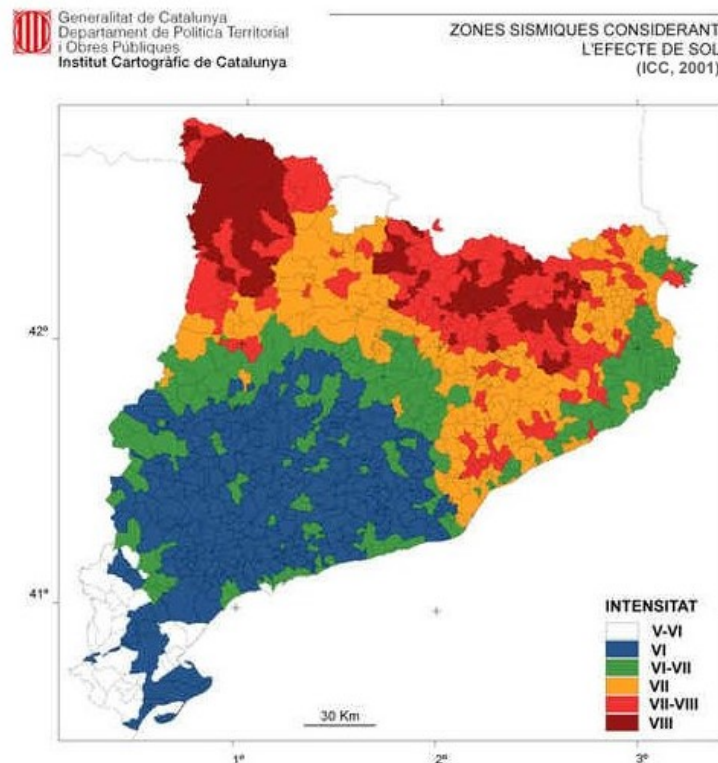 Generalitat de Catalunya
Departament de Política Territorial
i Obres Públiques
Institut Cartogràfic de Catalunya
ZONES SISMIQUES CONSIDERANT
L'EFECTE DE SOL
(ICC, 2001)
42º
41º
INTENSITAT
V-VI
VI
VI-VII
VII
VII-VIII
VIII
30 Km
1º
2º
3º